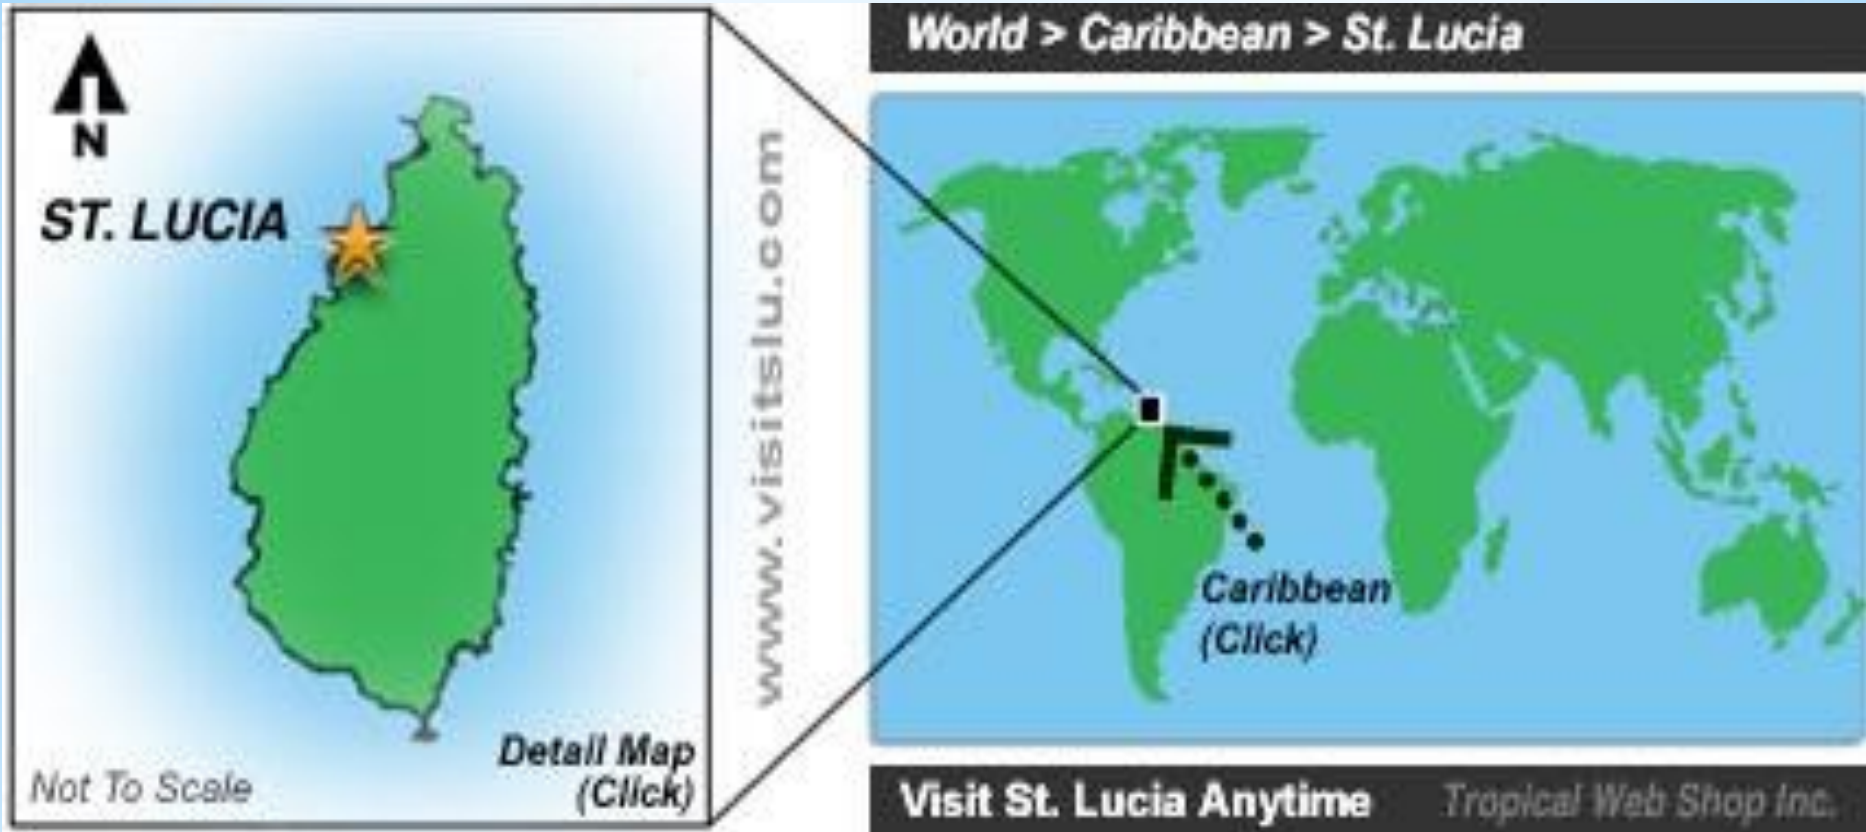 N
ST. LUCIA
Detail Map
(Click)
Not To Scale
www.visitslu.com
World > Caribbean > St. Lucia
Caribbean
(Click)
Visit St. Lucia Anytime
Tropical Web Shop Inc.